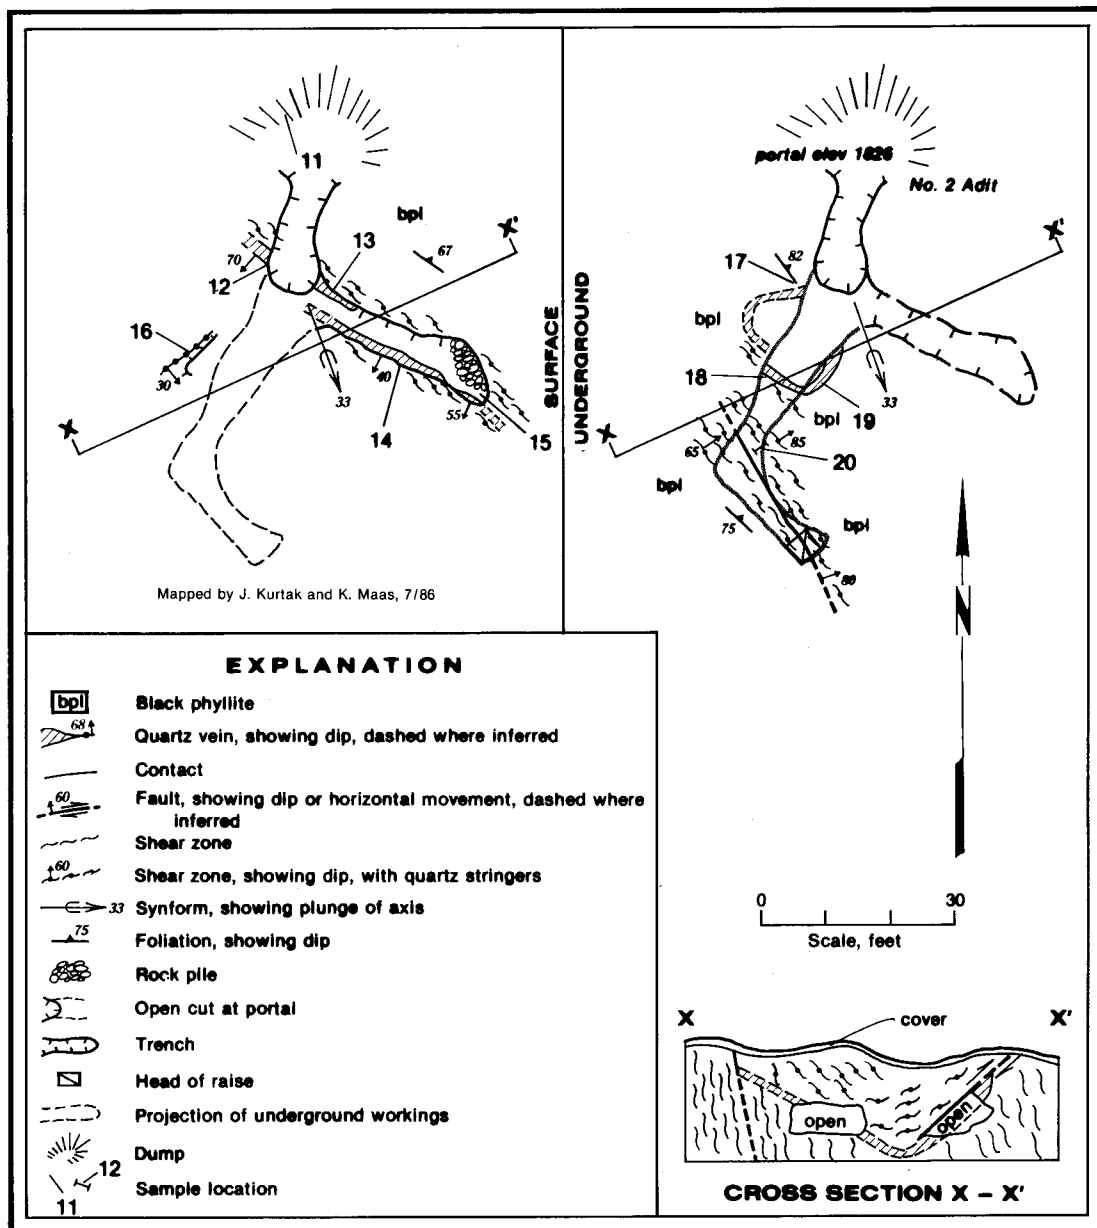 11
bpl
X'
67
13
70
12
16
30
33
40
14
55
15
X
Mapped by J. Kurtak and K. Maas, 7/86
SURFACE
UNDERGROUND
portal elev 1826
No. 2 Adit
X'
82
17
bpl
18
33
19
bpl
X
65
85
20
bpl
75
bpl
80
N
0 30
Scale, feet
EXPLANATION
bpl Black phyllite
68 Quartz vein, showing dip, dashed where inferred
Contact
60 Fault, showing dip or horizontal movement, dashed where
inferred
Shear zone
60 Shear zone, showing dip, with quartz stringers
33 Synform, showing plunge of axis
75 Foliation, showing dip
Rock pile
Open cut at portal
Trench
Head of raise
Projection of underground workings
Dump
12
Sample location
11
X cover X'
open open
CROSS SECTION X – X'